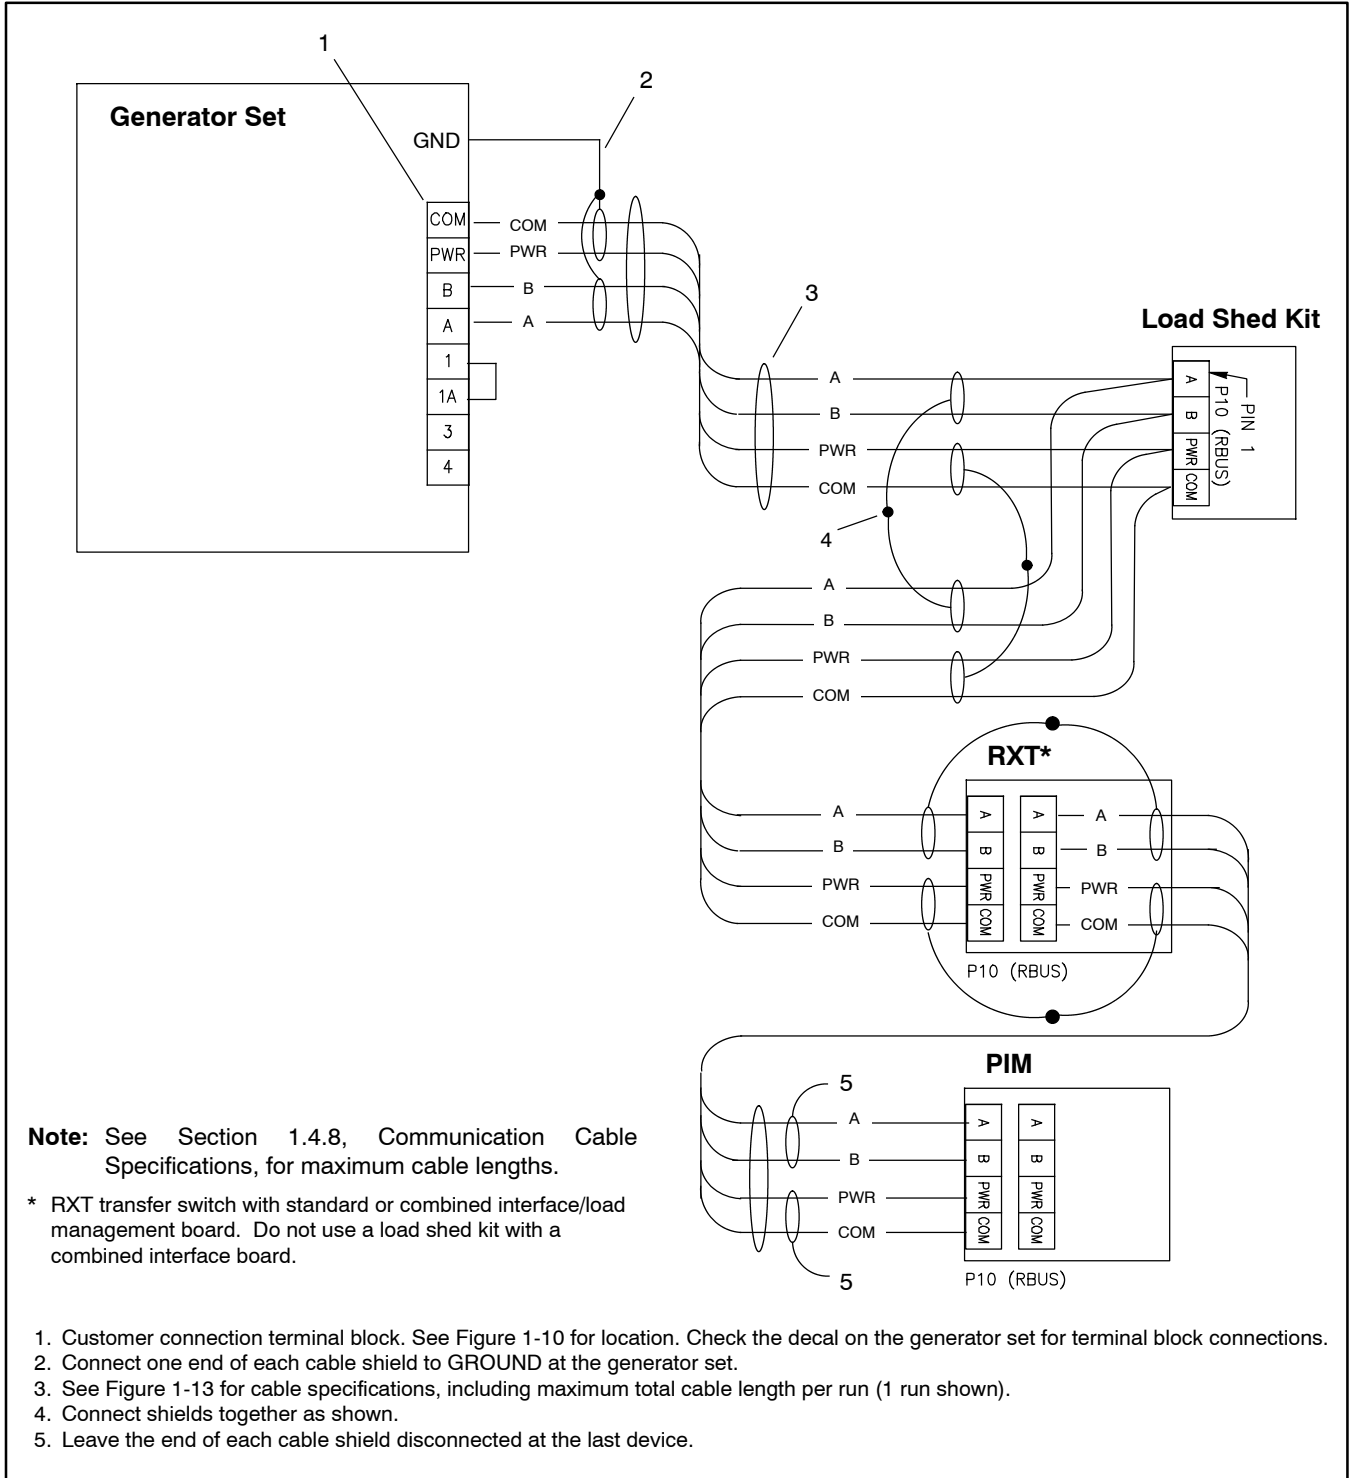 1
2
Generator Set
GND
COM
PWR
B
A
1
1A
3
4
COM
PWR
B
A
3
Load Shed Kit
A
B
PWR
COM
A
B
PWR
COM
P10 (RBUS)
PIN 1
4
A
B
PWR
COM
RXT*
A
B
PWR
COM
A
B
PWR
COM
A
B
PWR
COM
A
B
PWR
COM
P10 (RBUS)
PIM
5
A
B
PWR
COM
5
A
B
PWR
COM
A
B
PWR
COM
P10 (RBUS)
Note: See Section 1.4.8, Communication Cable
Specifications, for maximum cable lengths.
* RXT transfer switch with standard or combined interface/load
management board. Do not use a load shed kit with a
combined interface board.
1. Customer connection terminal block. See Figure 1-10 for location. Check the decal on the generator set for terminal block connections.
2. Connect one end of each cable shield to GROUND at the generator set.
3. See Figure 1-13 for cable specifications, including maximum total cable length per run (1 run shown).
4. Connect shields together as shown.
5. Leave the end of each cable shield disconnected at the last device.